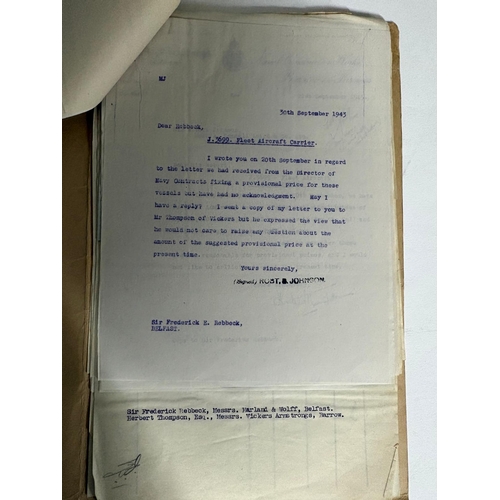 MJ
30th September 1943
Dear Rebbeck,
J.3699. Fleet Aircraft Carrier.
I wrote you on 20th September in regard
to the letter we had received from the Director of
Navy Contracts fixing a provisional price for these
vessels but have had no acknowledgment. May I
have a reply? I sent a copy of my letter to you to
Mr Thompson of Vickers but he expressed the view that
he would not care to raise any question about the
amount of the suggested provisional price at the
present time.
Yours sincerely,
(Signed) ROBT. B. JOHNSON.
Sir Frederick E. Rebbeck,
BELFAST.
Sir Frederick Rebbeck, Messrs. Harland & Wolff, Belfast.
Herbert Thompson, Esq., Messrs. Vickers Armstrongs, Barrow.